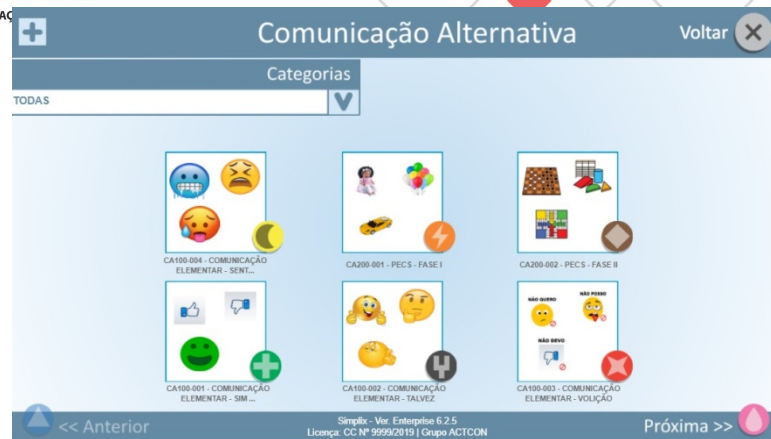 AÇ
Comunicação Alternativa
Voltar
Categorias
TODAS
V
CA100-004 - COMUNICAÇÃO
ELEMENTAR - SENT...
CA200-001 - PECS - FASE I
CA200-002 - PECS - FASE II
NÃO QUERO
NÃO POSSO
NÃO DEVO
CA100-001 - COMUNICAÇÃO
ELEMENTAR - SIM ...
CA100-002 - COMUNICAÇÃO
ELEMENTAR - TALVEZ
CA100-003 - COMUNICAÇÃO
ELEMENTAR - VOLIÇÃO
<< Anterior
Simplix - Ver. Enterprise 6.2.5
Licença: CC Nº 9999/2019 | Grupo ACTCON
Próxima >>